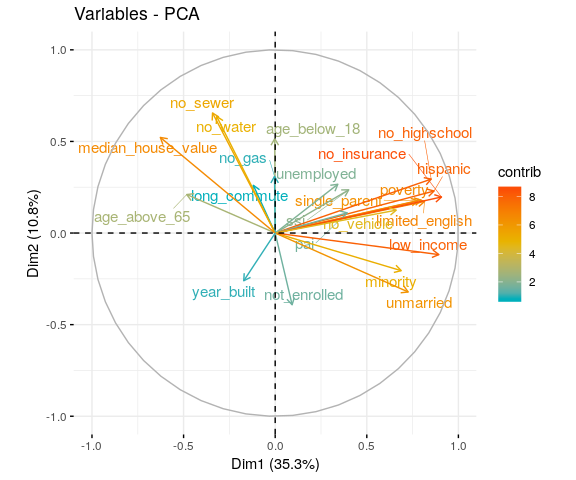 Variables - PCA
1.0
0.5
0.0
-0.5
-1.0
Dim2 (10.8%)
no_sewer
no_water
age_below_18
no_highschool
median_house_value
no_insurance
no_gas
hispanic
unemployed
poverty
long_commute
single_parent
age_above_65
ssi
no_vehicle
limited_english
pai
low_income
minority
year_built
not_enrolled
unmarried
-1.0
-0.5
0.0
0.5
1.0
Dim1 (35.3%)
contrib
8
6
4
2